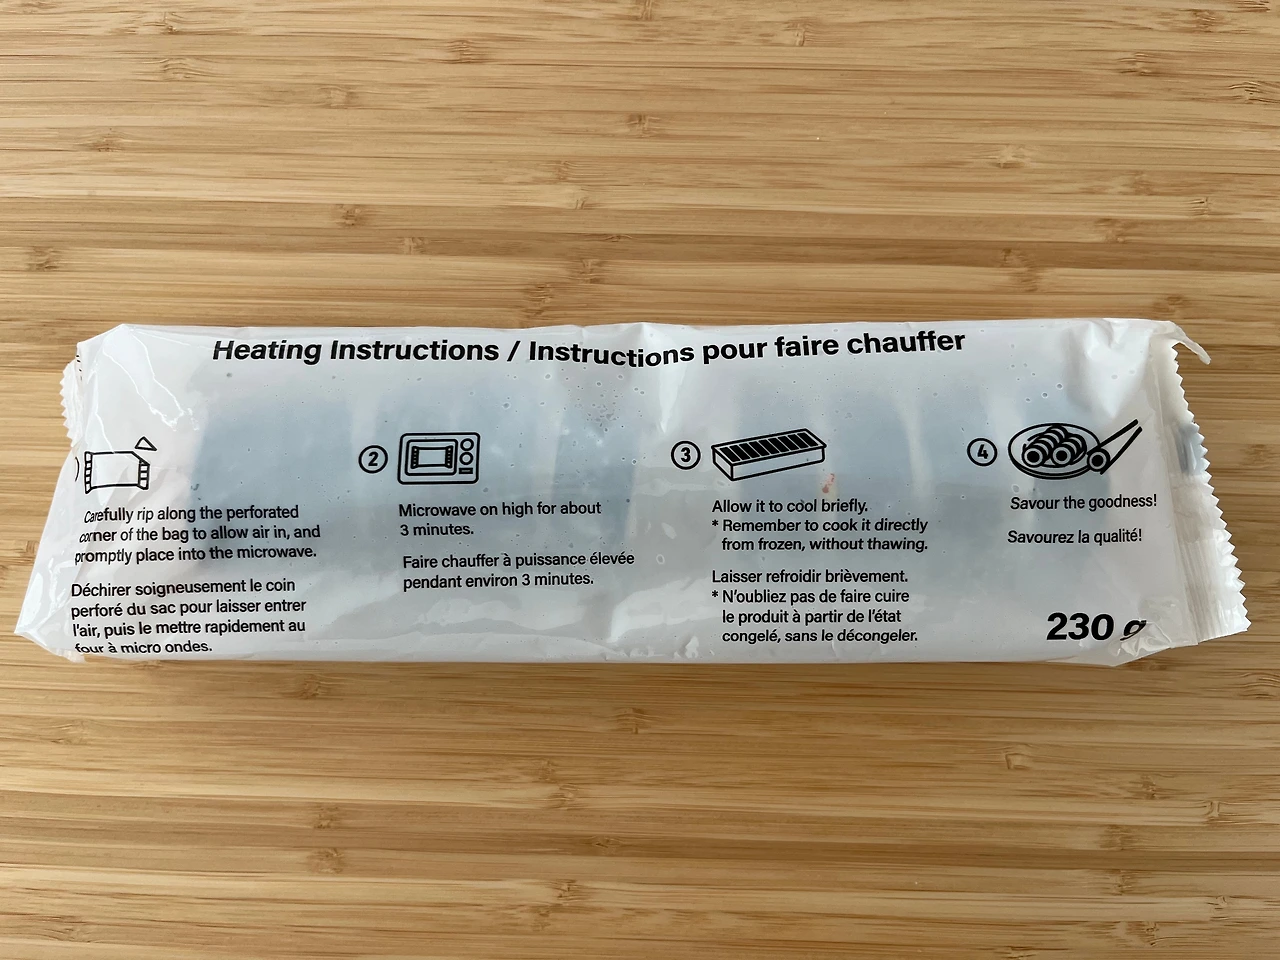 Heating Instructions / Instructions pour faire chauffer
Carefully rip along the perforated
corner of the bag to allow air in, and
promptly place into the microwave.
Déchirer soigneusement le coin
perforé du sac pour laisser entrer
l'air, puis le mettre rapidement au
four à micro ondes.
2
Microwave on high for about
3 minutes.
Faire chauffer à puissance élevée
pendant environ 3 minutes.
3
Allow it to cool briefly.
* Remember to cook it directly
from frozen, without thawing.
Laisser refroidir brièvement.
* N'oubliez pas de faire cuire
le produit à partir de l'état
congelé, sans le décongeler.
4
Savour the goodness!
Savourez la qualité!
230 g